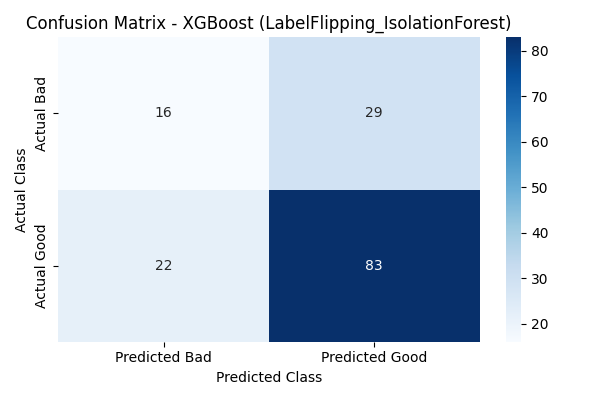 Confusion Matrix - XGBoost (LabelFlipping_IsolationForest)
Actual Class
Actual Bad
16
29
Actual Good
22
83
Predicted Bad
Predicted Good
Predicted Class
80
70
60
50
40
30
20